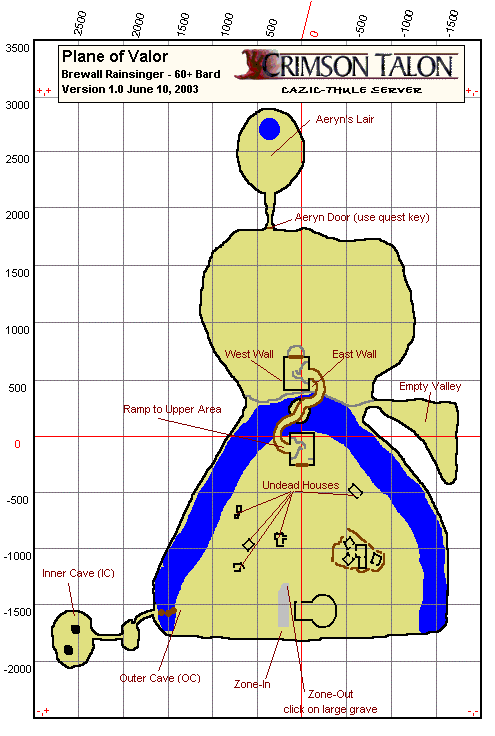 2500
2000
1500
1000
500
0
-500
-1000
-1500
3500
Plane of Valor
Brewall Rainsinger - 60+ Bard
Version 1.0 June 10, 2003
CRIMSON TALON
CAZIC-THULE SERVER
+,+
+,-
3000
Aeryn's Lair
2500
2000
Aeryn Door (use quest key)
1500
1000
West Wall
East Wall
500
Empty Valley
Ramp to Upper Area
0
Undead Houses
-500
-1000
Inner Cave (IC)
-1500
-2000
Outer Cave (OC)
Zone-In
Zone-Out
click on large grave
-,+
-,-